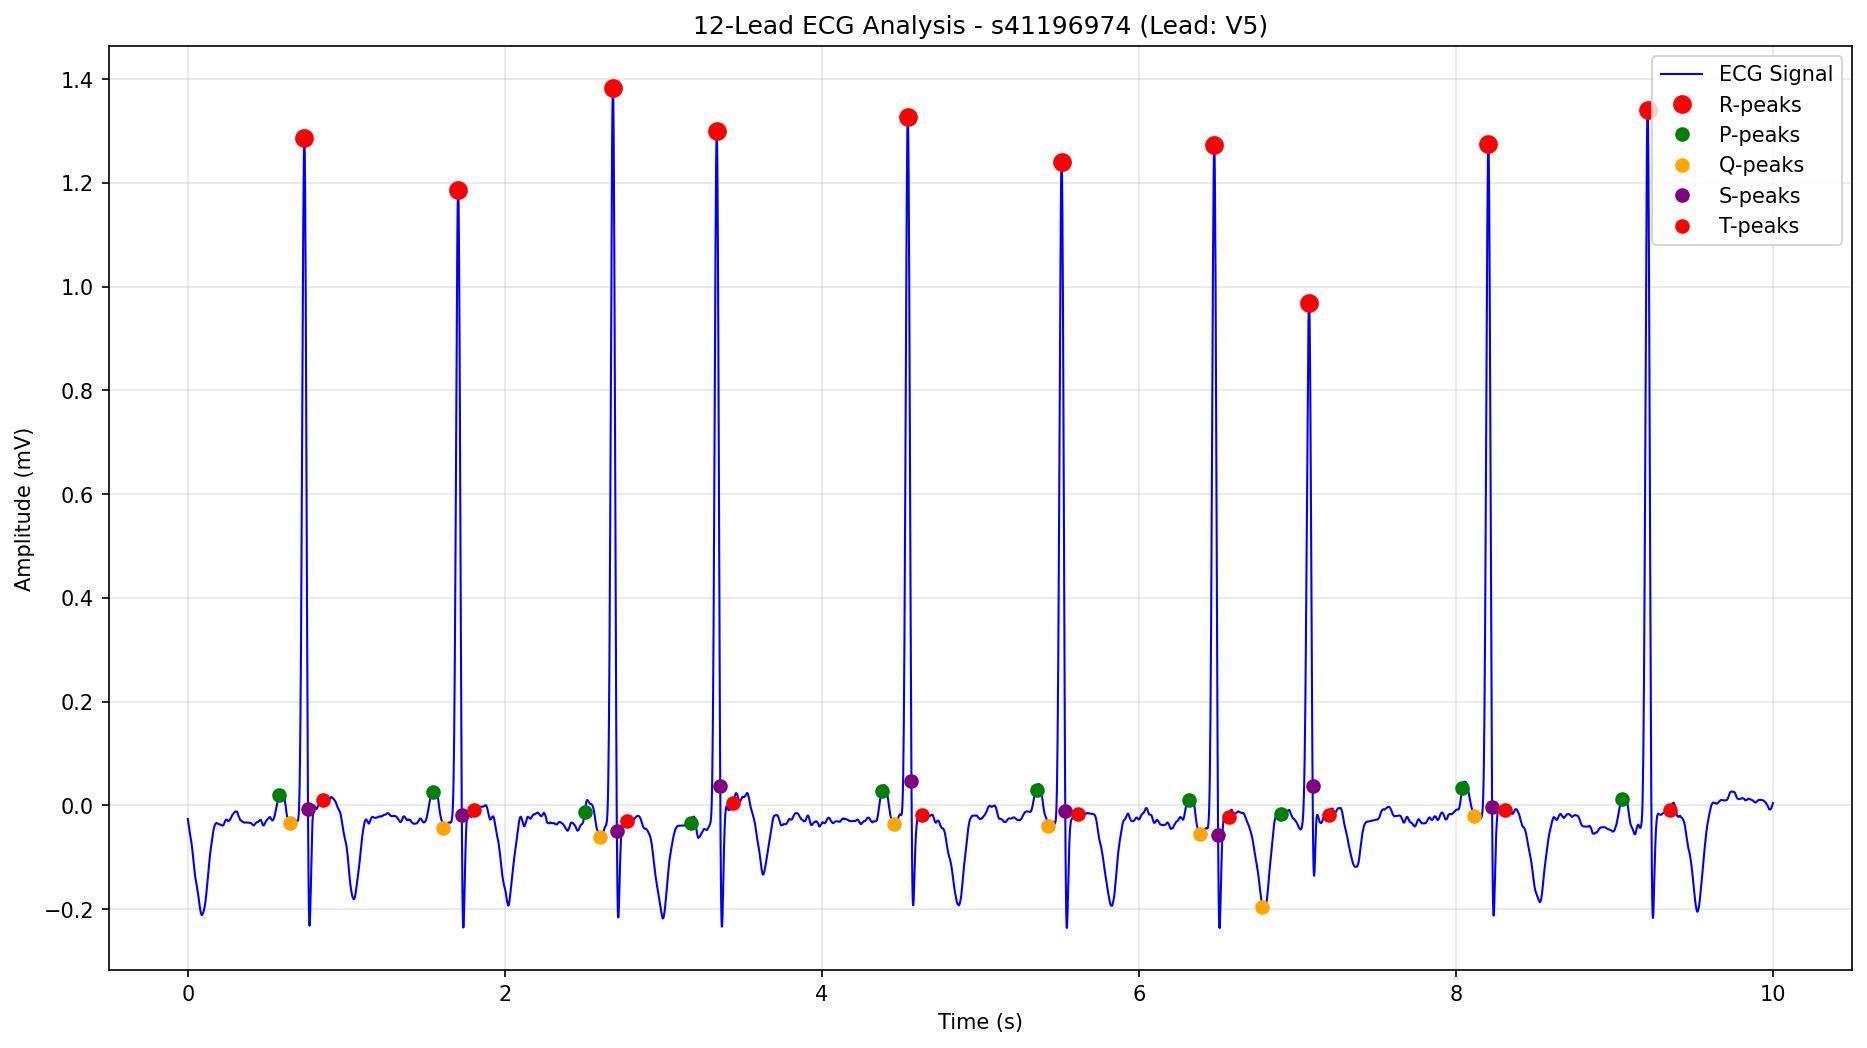 12-Lead ECG Analysis - s41196974 (Lead: V5)
ECG Signal
R-peaks
P-peaks
Q-peaks
S-peaks
T-peaks
Amplitude (mV)
1.4
1.2
1.0
0.8
0.6
0.4
0.2
0.0
−0.2
0 2 4 6 8 10
Time (s)